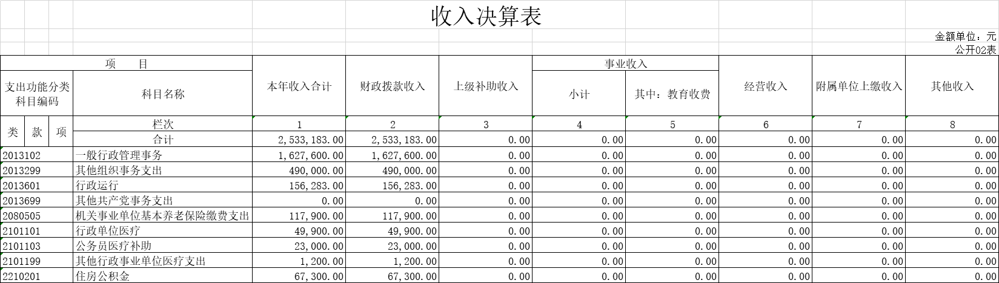 收入决算表
金额单位：元
公开02表
项 目 本年收入合计 财政拨款收入 上级补助收入 事业收入 经营收入 附属单位上缴收入 其他收入
支出功能分类科目编码 科目名称 小计 其中：教育收费
类 款 项 栏次 1 2 3 4 5 6 7 8
合计 2,533,183.00 2,533,183.00 0.00 0.00 0.00 0.00 0.00 0.00
2013102 一般行政管理事务 1,627,600.00 1,627,600.00 0.00 0.00 0.00 0.00 0.00 0.00
2013299 其他组织事务支出 490,000.00 490,000.00 0.00 0.00 0.00 0.00 0.00 0.00
2013601 行政运行 156,283.00 156,283.00 0.00 0.00 0.00 0.00 0.00 0.00
2013699 其他共产党事务支出 0.00 0.00 0.00 0.00 0.00 0.00 0.00 0.00
2080505 机关事业单位基本养老保险缴费支出 117,900.00 117,900.00 0.00 0.00 0.00 0.00 0.00 0.00
2101101 行政单位医疗 49,900.00 49,900.00 0.00 0.00 0.00 0.00 0.00 0.00
2101103 公务员医疗补助 23,000.00 23,000.00 0.00 0.00 0.00 0.00 0.00 0.00
2101199 其他行政事业单位医疗支出 1,200.00 1,200.00 0.00 0.00 0.00 0.00 0.00 0.00
2210201 住房公积金 67,300.00 67,300.00 0.00 0.00 0.00 0.00 0.00 0.00